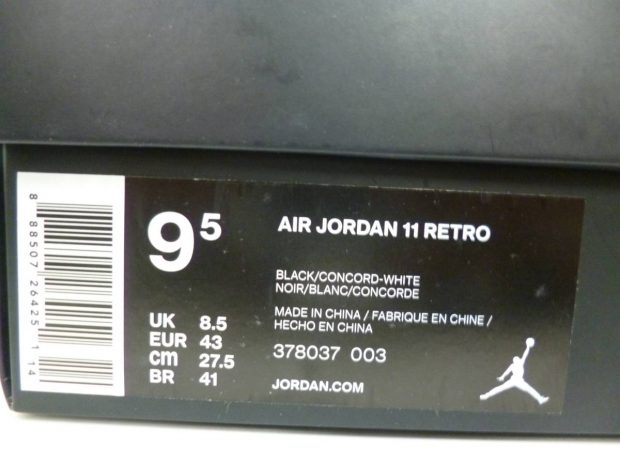 8 88507 26425 1 14
9 5
UK 8.5
EUR 43
cm 27.5
BR 41
AIR JORDAN 11 RETRO
BLACK/CONCORD-WHITE
NOIR/BLANC/CONCORDE
MADE IN CHINA / FABRIQUE EN CHINE /
HECHO EN CHINA
378037 003
JORDAN.COM